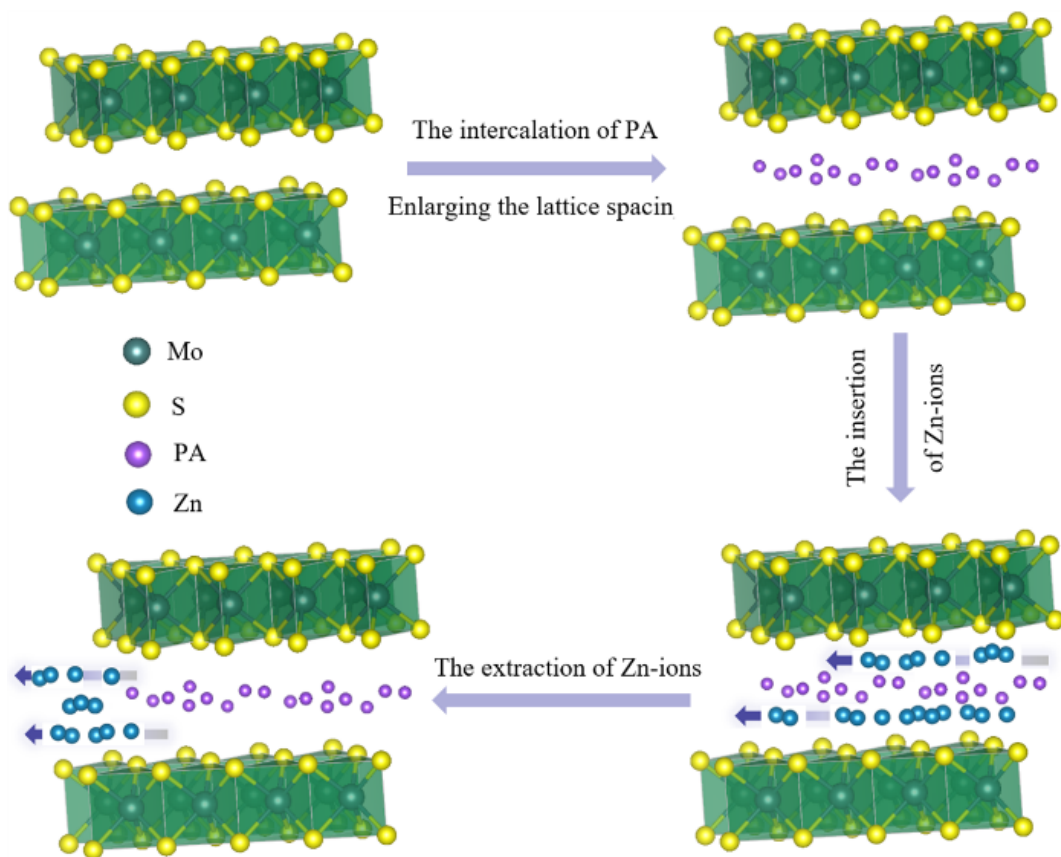 The intercalation of PA
Enlarging the lattice spacin
Mo
S
PA
Zn
The insertion
of Zn-ions
The extraction of Zn-ions